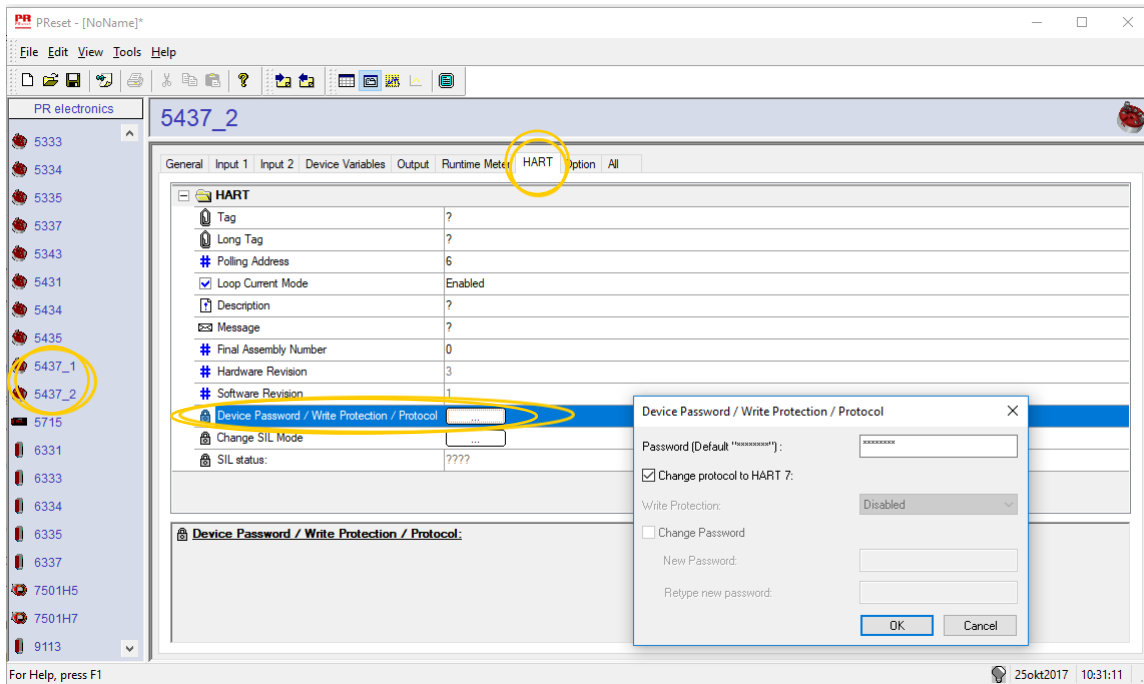 PReset - [NoName]*
File Edit View Tools Help
PR electronics
5333
5334
5335
5337
5343
5431
5434
5435
5437_1
5437_2
5715
6331
6333
6334
6335
6337
7501H5
7501H7
9113
5437_2
General Input 1 Input 2 Device Variables Output Runtime Meter HART Option All
HART
Tag ?
Long Tag ?
Polling Address 6
Loop Current Mode Enabled
Description ?
Message ?
Final Assembly Number 0
Hardware Revision 3
Software Revision 1
Device Password / Write Protection / Protocol ...
Change SIL Mode ...
SIL status: ????
Device Password / Write Protection / Protocol:
Device Password / Write Protection / Protocol
Password (Default "********") : ********
Change protocol to HART 7:
Write Protection: Disabled
Change Password
New Password:
Retype new password:
OK Cancel
For Help, press F1
25okt2017 10:31:11